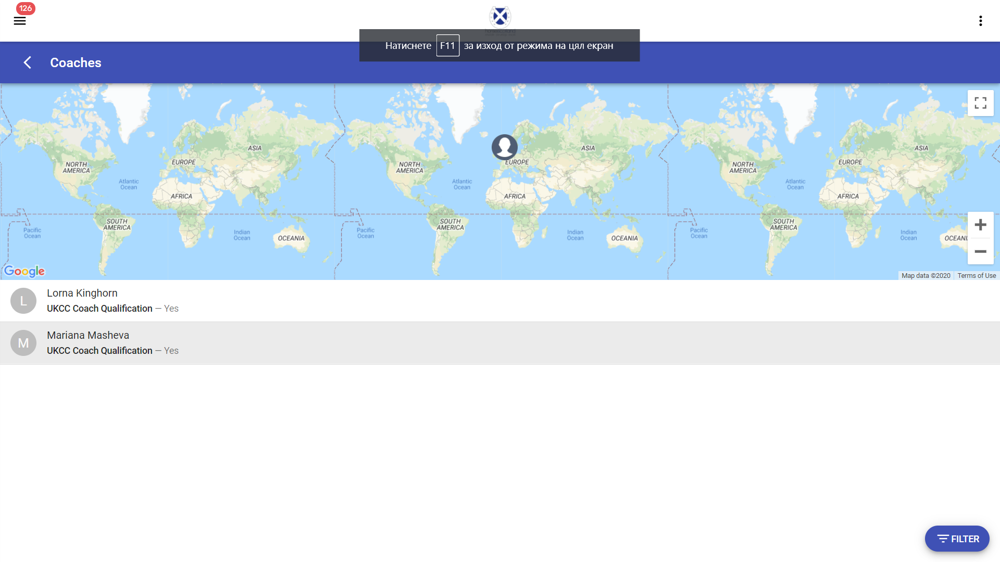 126
Натиснете F11 за изход от режима на цял екран
Coaches
ASIA
ASIA
ASIA
NORTH
AMERICA
EUROPE
NORTH
AMERICA
EUROPE
NORTH
AMERICA
EUROPE
Atlantic
Ocean
Atlantic
Ocean
Atlantic
Ocean
AFRICA
AFRICA
AFRICA
SOUTH
AMERICA
SOUTH
AMERICA
SOUTH
AMERICA
Pacific
Ocean
Indian
Ocean
OCEANIA
Pacific
Ocean
Indian
Ocean
OCEANIA
Pacific
Ocean
Indian
Ocean
OCEANI
Google
Map data ©2020
Terms of Use
L
Lorna Kinghorn
UKCC Coach Qualification — Yes
M
Mariana Masheva
UKCC Coach Qualification — Yes
FILTER